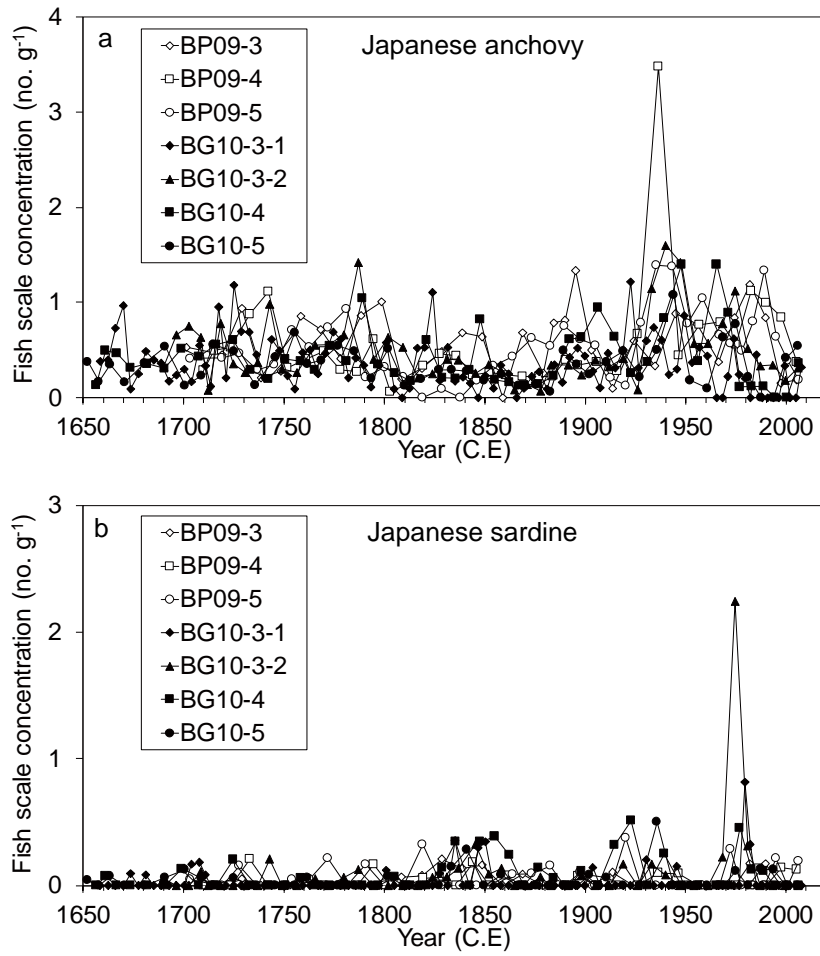 a
Japanese anchovy
BP09-3
BP09-4
BP09-5
BG10-3-1
BG10-3-2
BG10-4
BG10-5
Fish scale concentration (no. g⁻¹)
4
3
2
1
0
1650 1700 1750 1800 1850 1900 1950 2000
Year (C.E)
b
Japanese sardine
BP09-3
BP09-4
BP09-5
BG10-3-1
BG10-3-2
BG10-4
BG10-5
Fish scale concentration (no. g⁻¹)
3
2
1
0
1650 1700 1750 1800 1850 1900 1950 2000
Year (C.E)